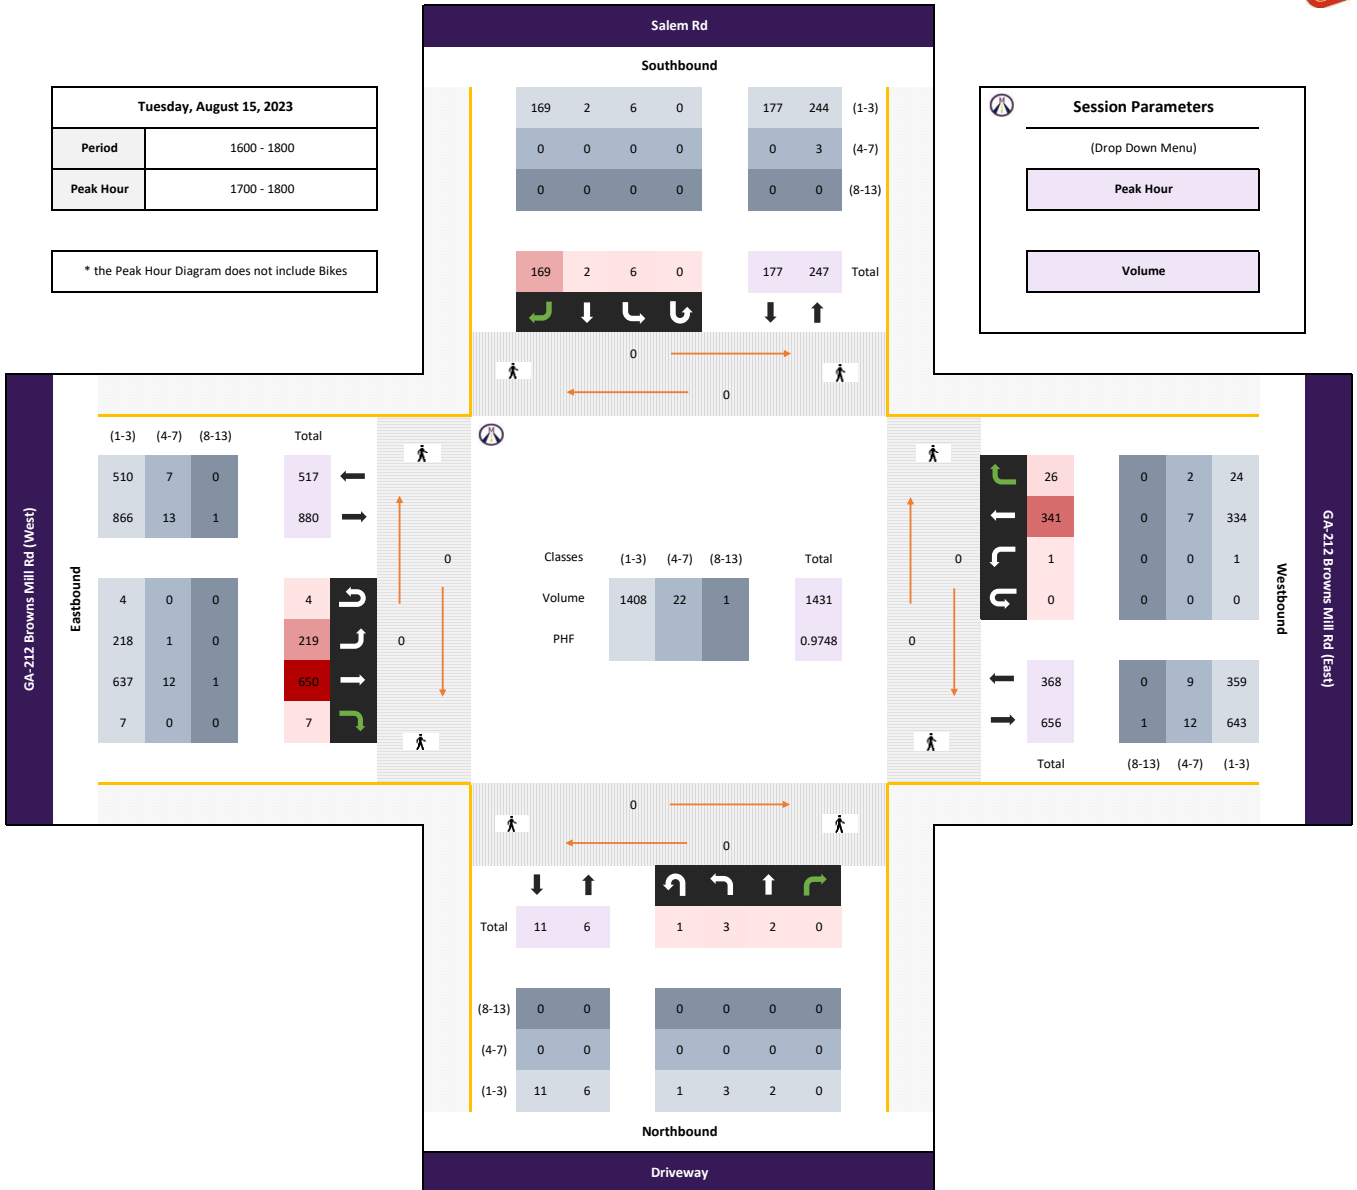 Salem Rd
Southbound
Tuesday, August 15, 2023
Period 1600 - 1800
Peak Hour 1700 - 1800
* the Peak Hour Diagram does not include Bikes
169 2 6 0 177 244 (1-3)
0 0 0 0 0 3 (4-7)
0 0 0 0 0 0 (8-13)
169 2 6 0 177 247 Total
Session Parameters
(Drop Down Menu)
Peak Hour
Volume
0
0
GA-212 Browns Mill Rd (West)
Eastbound
(1-3) (4-7) (8-13) Total
510 7 0 517
866 13 1 880
4 0 0 4
218 1 0 219
637 12 1 650
7 0 0 7
0
0
Classes (1-3) (4-7) (8-13) Total
Volume 1408 22 1 1431
PHF 0.9748
0
0
26 0 2 24
341 0 7 334
1 0 0 1
0 0 0 0
368 0 9 359
656 1 12 643
Total (8-13) (4-7) (1-3)
Westbound
GA-212 Browns Mill Rd (East)
0
0
Total 11 6 1 3 2 0
(8-13) 0 0 0 0 0 0
(4-7) 0 0 0 0 0 0
(1-3) 11 6 1 3 2 0
Northbound
Driveway